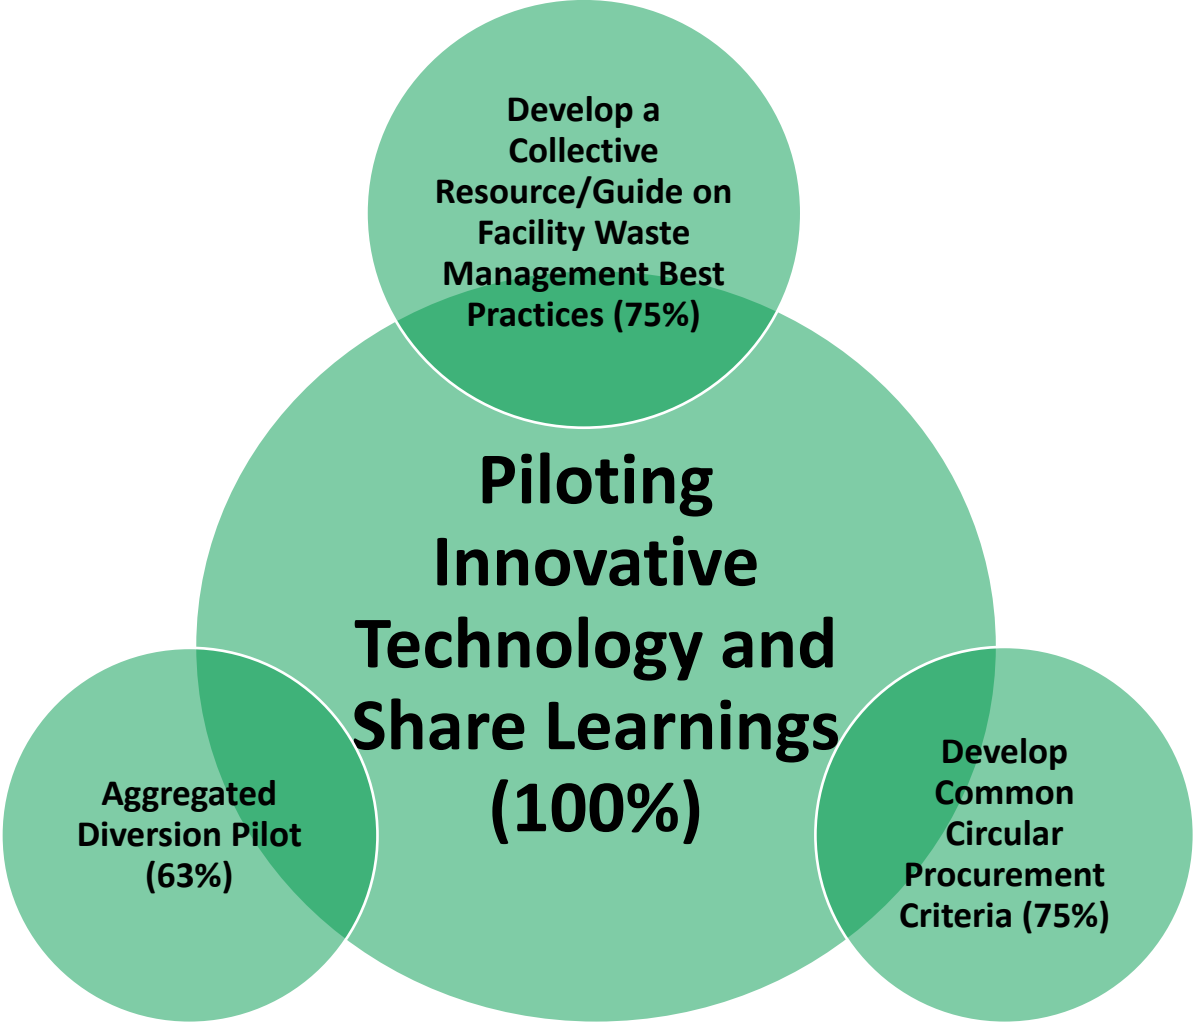 Develop a
Collective
Resource/Guide on
Facility Waste
Management Best
Practices (75%)
Piloting
Innovative
Technology and
Share Learnings
(100%)
Aggregated
Diversion Pilot
(63%)
Develop
Common
Circular
Procurement
Criteria (75%)